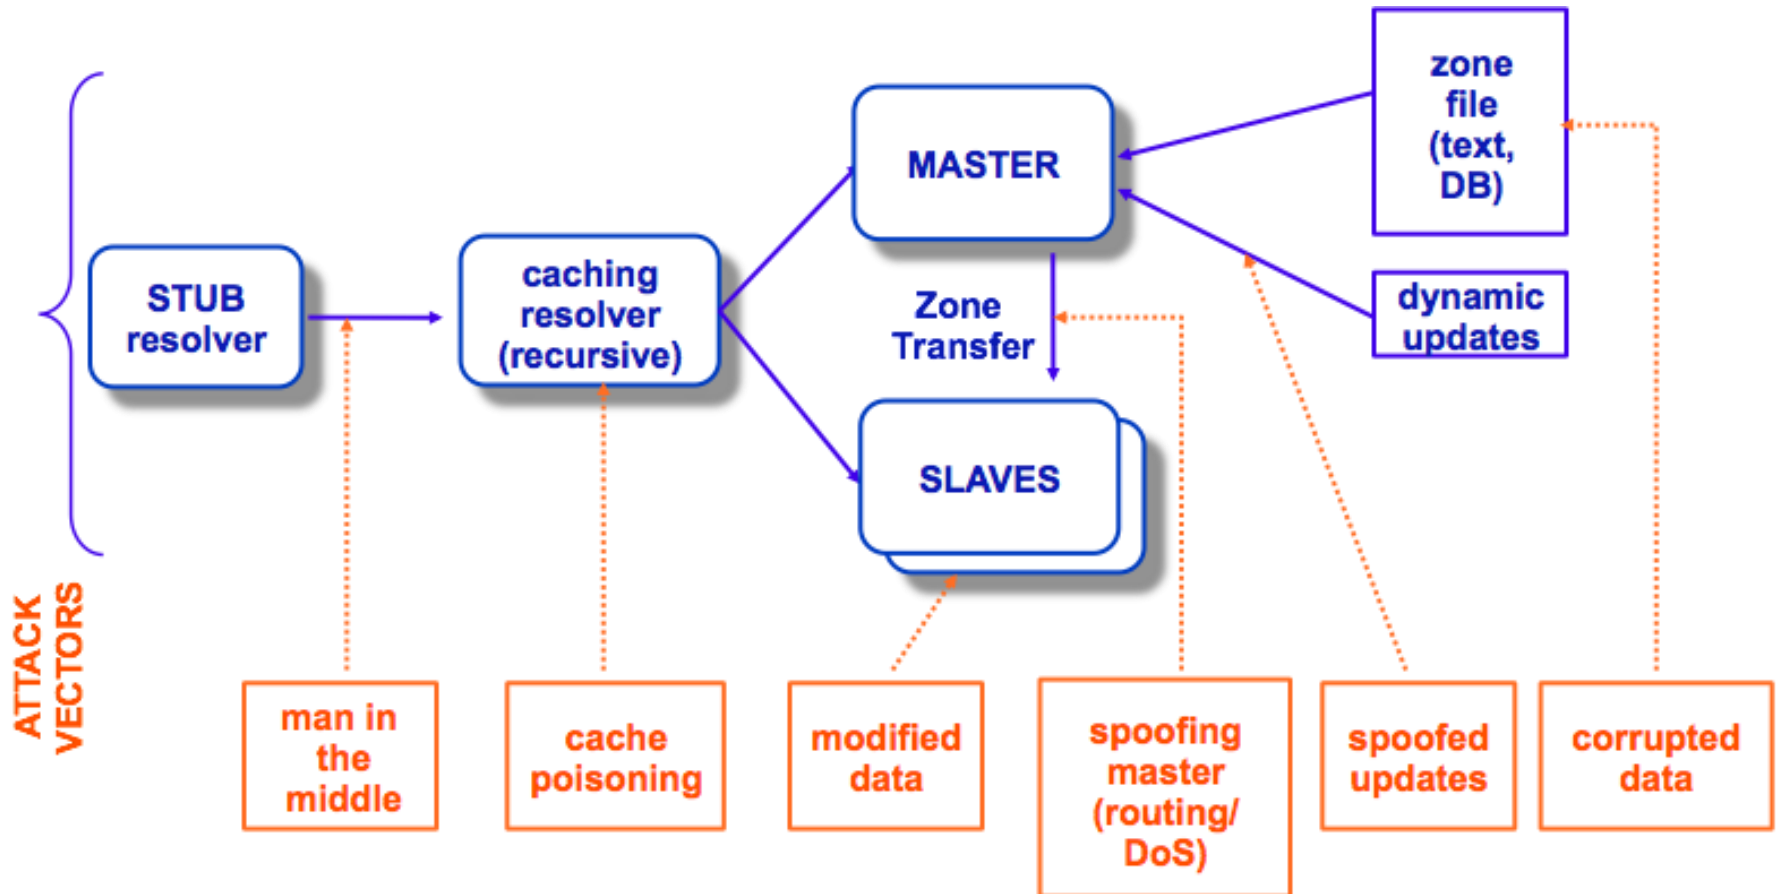 zone
file
(text,
DB)
MASTER
STUB
resolver
caching
resolver
(recursive)
Zone
Transfer
dynamic
updates
SLAVES
ATTACK
VECTORS
man in
the
middle
cache
poisoning
modified
data
spoofing
master
(routing/
DoS)
spoofed
updates
corrupted
data